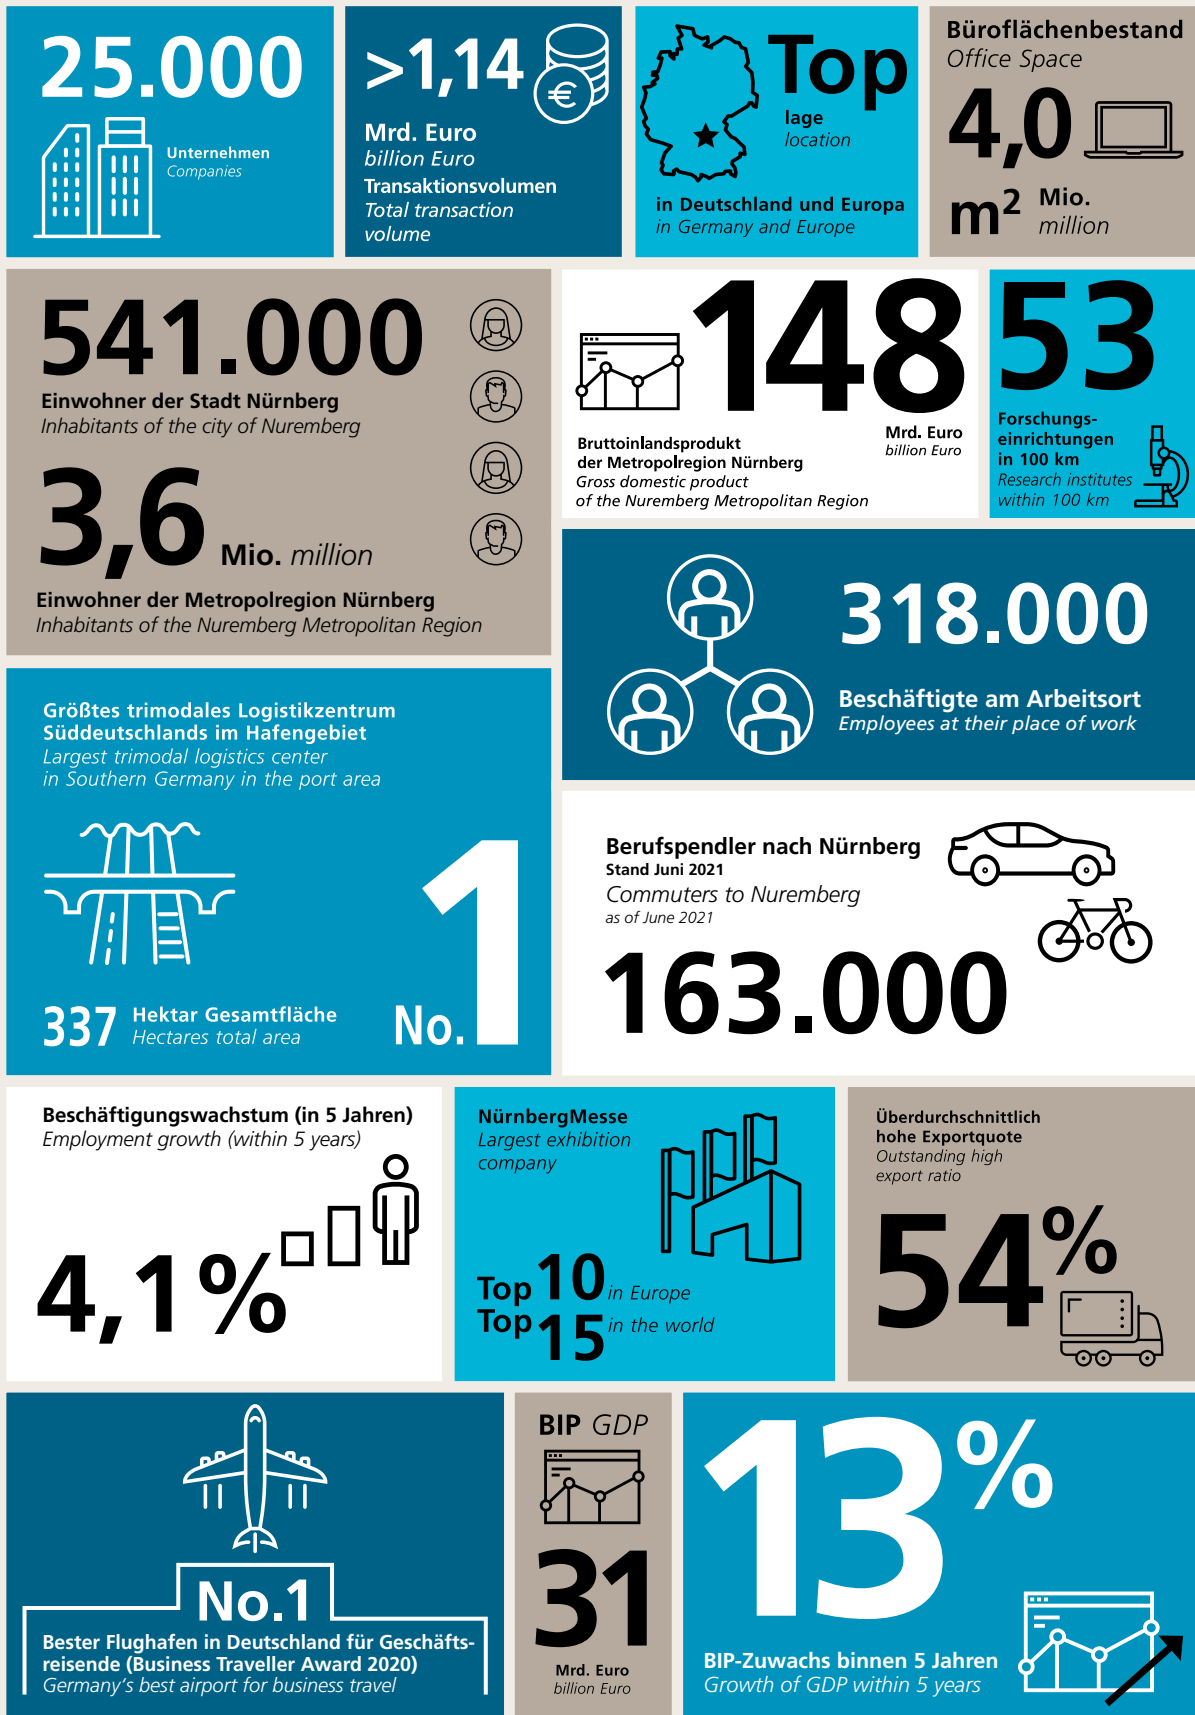 25.000
Unternehmen
Companies
>1,14
€
Mrd. Euro
billion Euro
Transaktionsvolumen
Total transaction
volume
Top
lage
location
in Deutschland und Europa
in Germany and Europe
Büroflächenbestand
Office Space
4,0
m² Mio.
million
541.000
Einwohner der Stadt Nürnberg
Inhabitants of the city of Nuremberg
3,6 Mio. million
Einwohner der Metropolregion Nürnberg
Inhabitants of the Nuremberg Metropolitan Region
148
Mrd. Euro
billion Euro
Bruttoinlandsprodukt
der Metropolregion Nürnberg
Gross domestic product
of the Nuremberg Metropolitan Region
53
Forschungs-
einrichtungen
in 100 km
Research institutes
within 100 km
318.000
Beschäftigte am Arbeitsort
Employees at their place of work
Größtes trimodales Logistikzentrum
Süddeutschlands im Hafengebiet
Largest trimodal logistics center
in Southern Germany in the port area
337 Hektar Gesamtfläche
Hectares total area
No.1
Berufspendler nach Nürnberg
Stand Juni 2021
Commuters to Nuremberg
as of June 2021
163.000
Beschäftigungswachstum (in 5 Jahren)
Employment growth (within 5 years)
4,1%
NürnbergMesse
Largest exhibition
company
Top 10 in Europe
Top 15 in the world
Überdurchschnittlich
hohe Exportquote
Outstanding high
export ratio
54%
No.1
Bester Flughafen in Deutschland für Geschäfts-
reisende (Business Traveller Award 2020)
Germany's best airport for business travel
BIP GDP
31
Mrd. Euro
billion Euro
13%
BIP-Zuwachs binnen 5 Jahren
Growth of GDP within 5 years